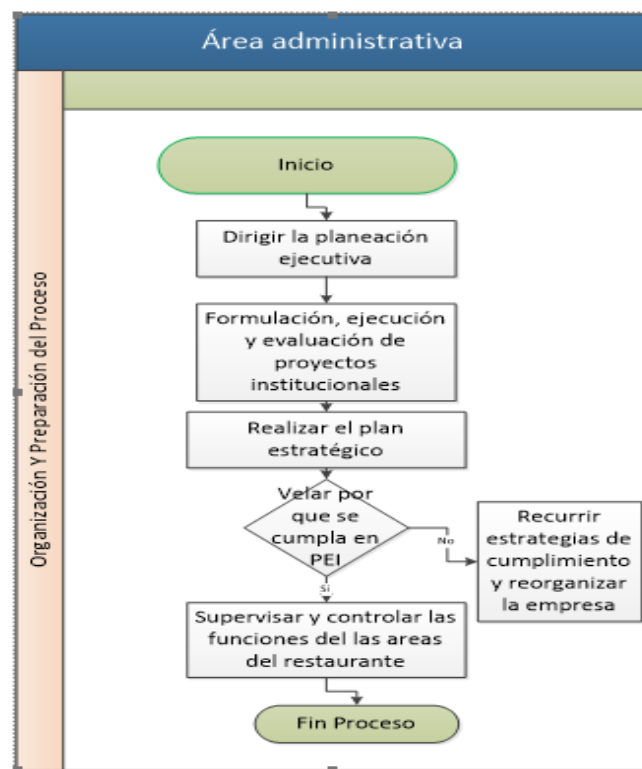 Área administrativa
Organización Y Preparación del Proceso
Inicio
Dirigir la planeación
ejecutiva
Formulación, ejecución
y evaluación de
proyectos
institucionales
Realizar el plan
estratégico
Velar por
que se
cumpla en
PEI
No
Recurrir
estrategias de
cumplimiento
y reorganizar
la empresa
Si
Supervisar y controlar las
funciones del las areas
del restaurante
Fin Proceso